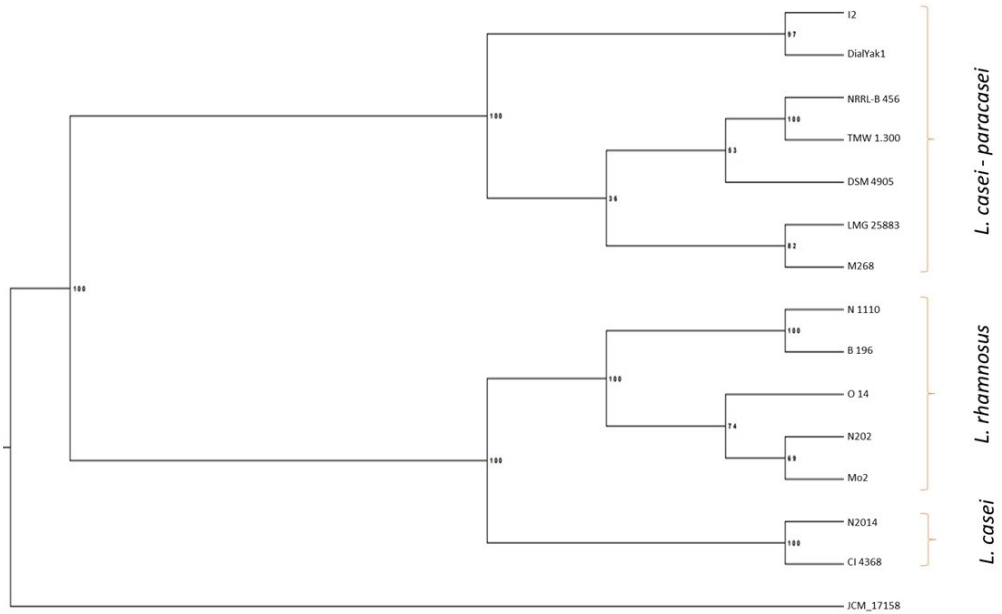 I2
97
DialYak1
NRRL-B 456
100
100
TMW 1.300
53
DSM 4905
36
LMG 25883
82
M268
L. casei - paracasei
100
N 1110
100
B 196
100
O 14
74
N202
100
69
Mo2
L. rhamnosus
N2014
100
CI 4368
L. casei
JCM_17158